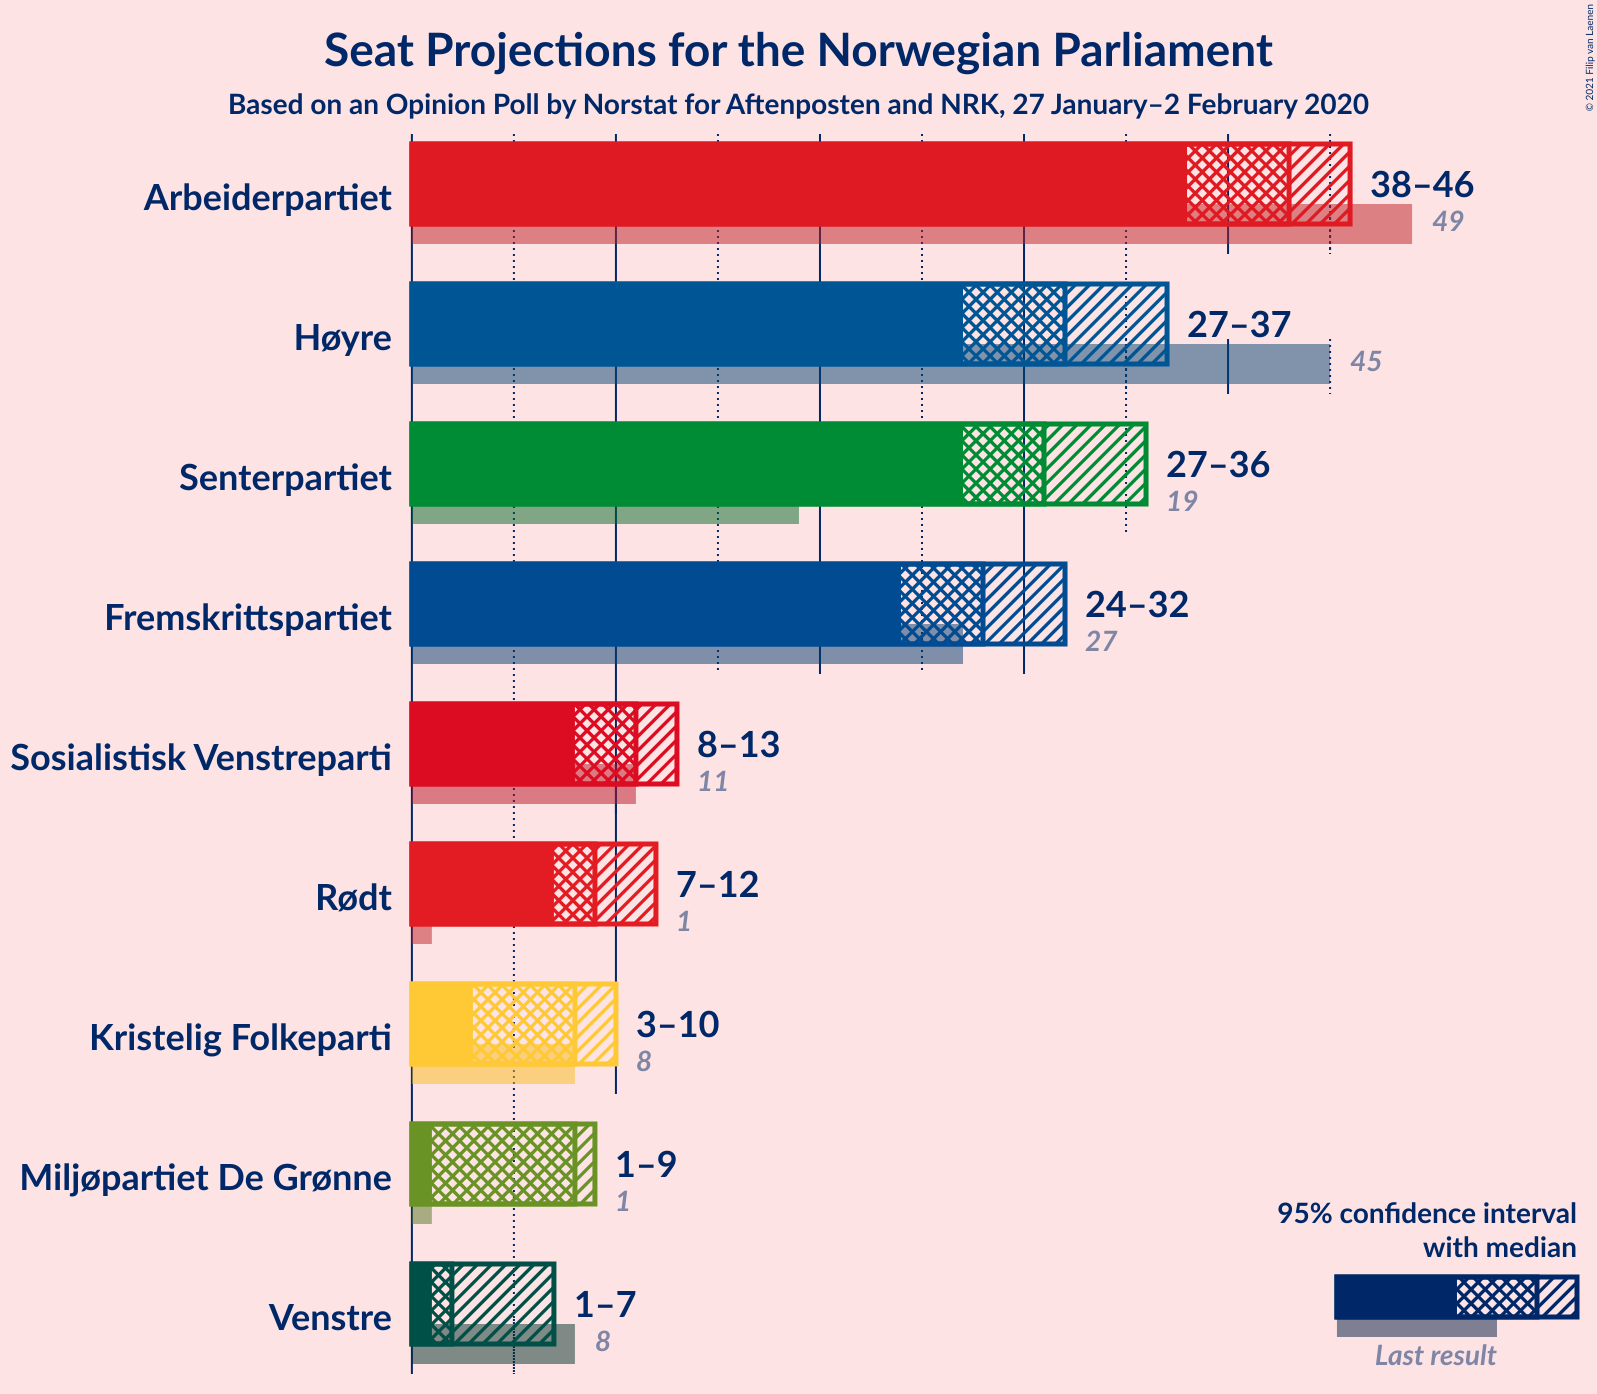 Seat Projections for the Norwegian Parliament
Based on an Opinion Poll by Norstat for Aftenposten and NRK, 27 January–2 February 2020
© 2021 Filip van Laenen
Arbeiderpartiet
38–46
49
Høyre
27–37
45
Senterpartiet
27–36
19
Fremskrittspartiet
24–32
27
Sosialistisk Venstreparti
8–13
11
Rødt
7–12
1
Kristelig Folkeparti
3–10
8
Miljøpartiet De Grønne
1–9
1
Venstre
1–7
8
95% confidence interval
with median
Last result